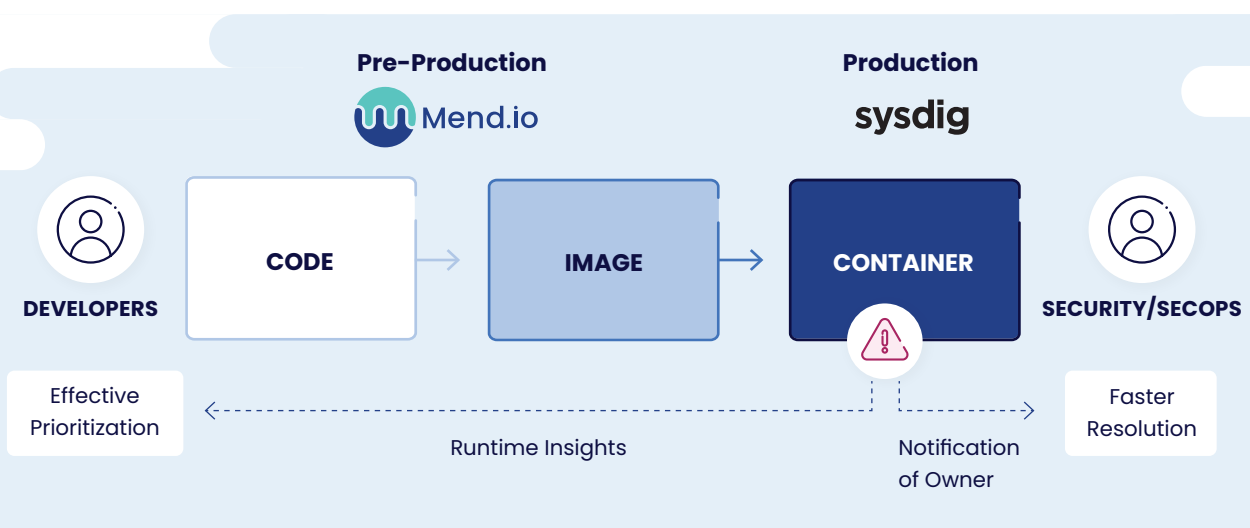 Pre-Production
Production
Mend.io
sysdig
CODE
IMAGE
CONTAINER
DEVELOPERS
SECURITY/SECOPS
Effective
Prioritization
Faster
Resolution
Runtime Insights
Notification
of Owner